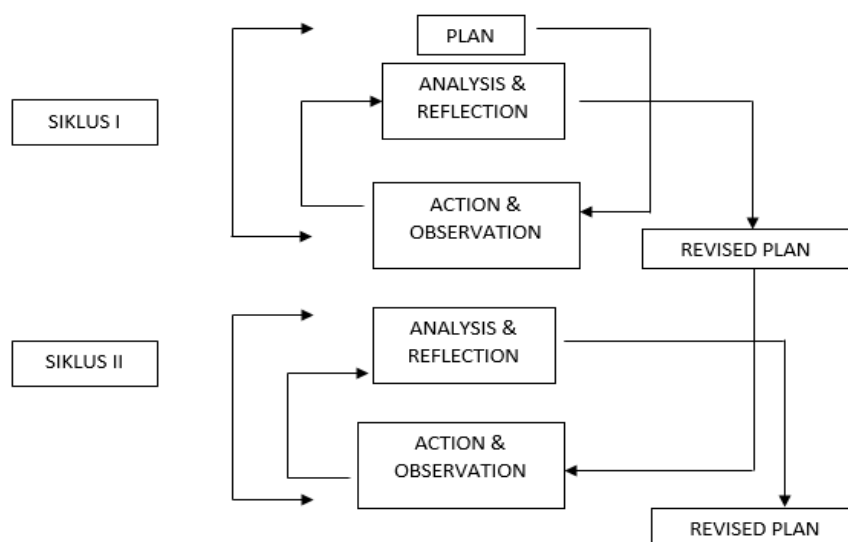 PLAN
ANALYSIS &
REFLECTION
SIKLUS I
ACTION &
OBSERVATION
REVISED PLAN
ANALYSIS &
REFLECTION
SIKLUS II
ACTION &
OBSERVATION
REVISED PLAN